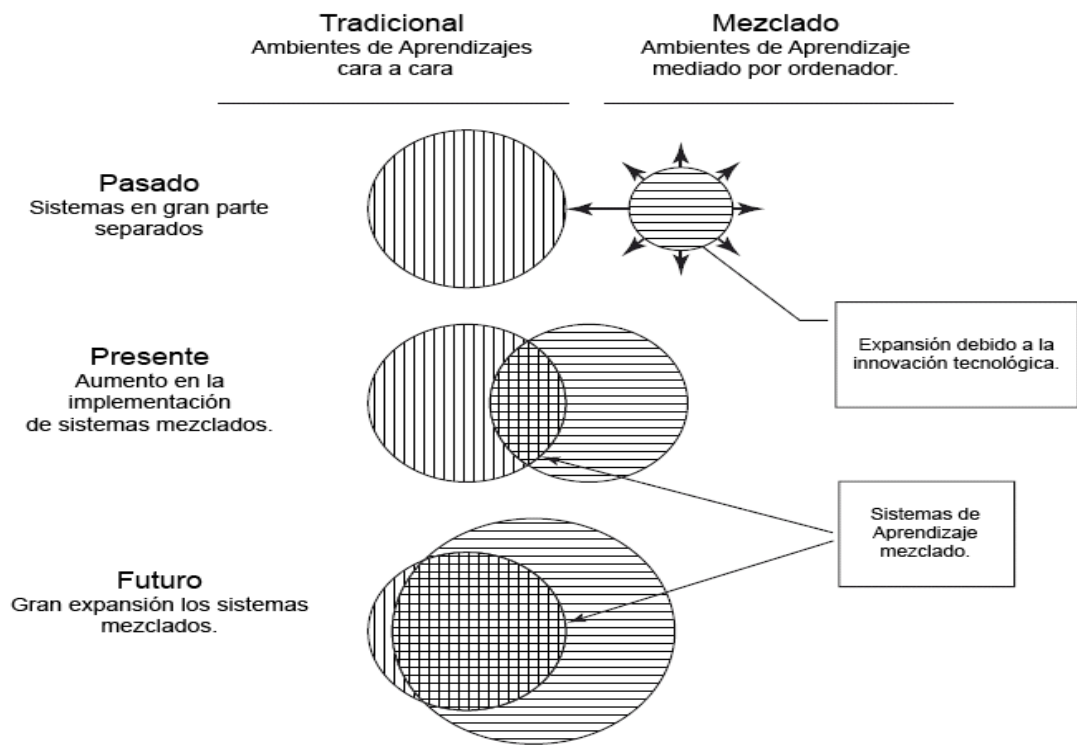 Tradicional
Ambientes de Aprendizajes
cara a cara
Mezclado
Ambientes de Aprendizaje
mediado por ordenador.
Pasado
Sistemas en gran parte
separados
Expansión debido a la
innovación tecnológica.
Presente
Aumento en la
implementación
de sistemas mezclados.
Sistemas de
Aprendizaje
mezclado.
Futuro
Gran expansión los sistemas
mezclados.